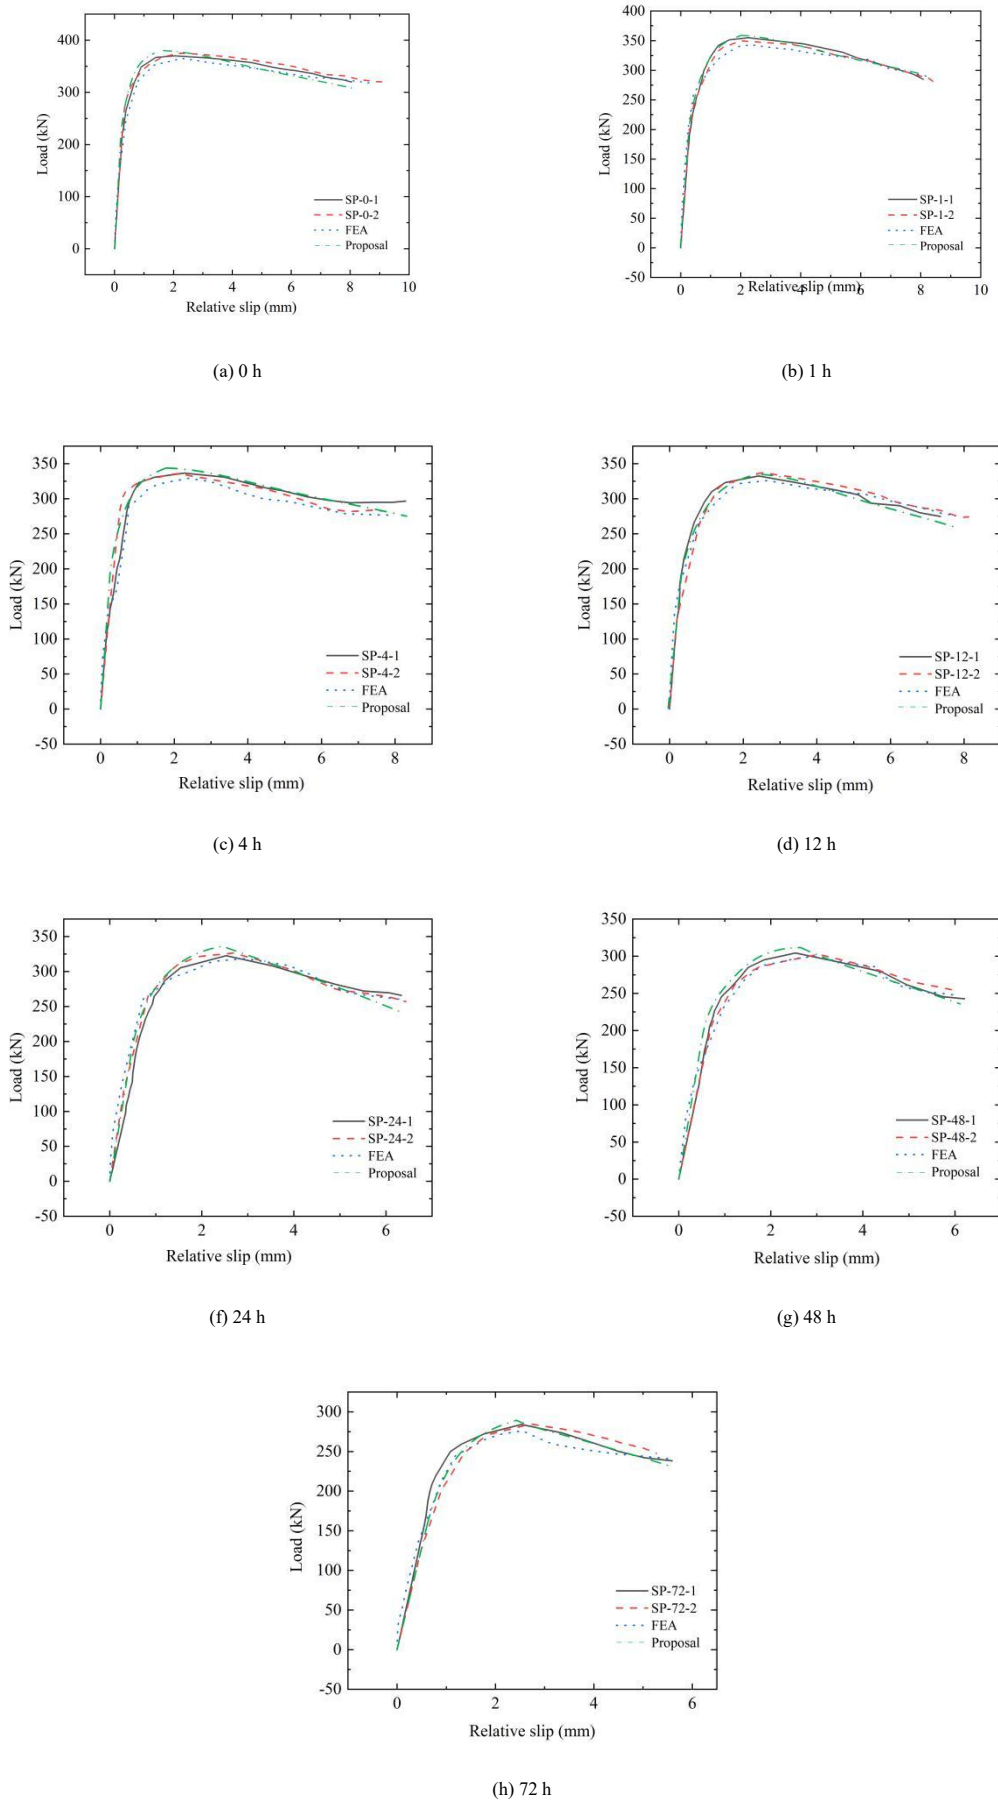 400
300
200
100
0
Load (kN)
SP-0-1
SP-0-2
FEA
Proposal
0 2 4 6 8 10
Relative slip (mm)
(a) 0 h
400
350
300
250
200
150
100
50
0
-50
Load (kN)
SP-1-1
SP-1-2
FEA
Proposal
0 2 4 6 8 10
Relative slip (mm)
(b) 1 h
350
300
250
200
150
100
50
0
-50
Load (kN)
SP-4-1
SP-4-2
FEA
Proposal
0 2 4 6 8
Relative slip (mm)
(c) 4 h
350
300
250
200
150
100
50
0
-50
Load (kN)
SP-12-1
SP-12-2
FEA
Proposal
0 2 4 6 8
Relative slip (mm)
(d) 12 h
350
300
250
200
150
100
50
0
-50
Load (kN)
SP-24-1
SP-24-2
FEA
Proposal
0 2 4 6
Relative slip (mm)
(f) 24 h
350
300
250
200
150
100
50
0
-50
Load (kN)
SP-48-1
SP-48-2
FEA
Proposal
0 2 4 6
Relative slip (mm)
(g) 48 h
300
250
200
150
100
50
0
-50
Load (kN)
SP-72-1
SP-72-2
FEA
Proposal
0 2 4 6
Relative slip (mm)
(h) 72 h